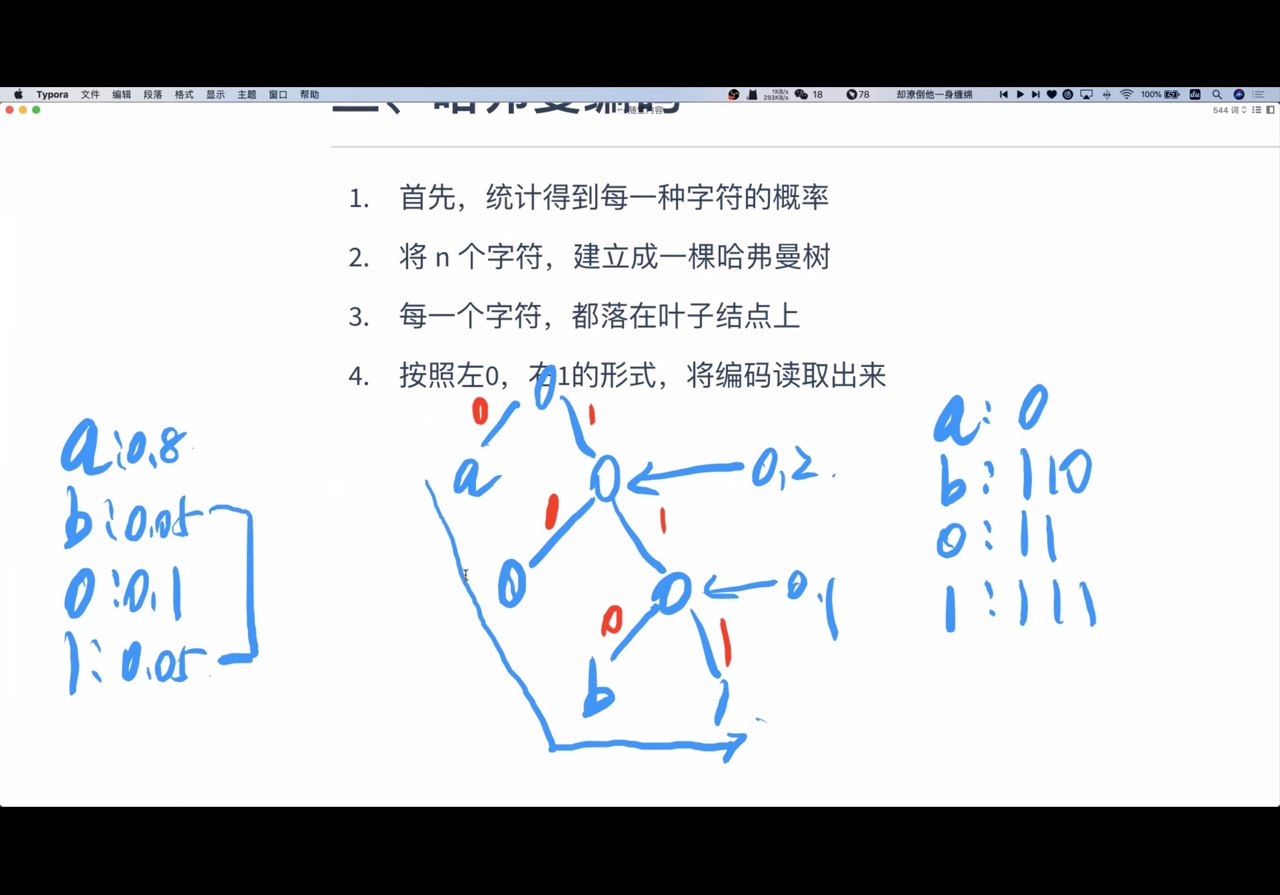 Typora 文件 编辑 段落 格式 显示 主题 窗口 帮助 1KB/s 293KB/s 18 78 却潦倒他一身缠绵 100%
544 词
1. 首先，统计得到每一种字符的概率
2. 将 n 个字符，建立成一棵哈弗曼树
3. 每一个字符，都落在叶子结点上
4. 按照左0，右1的形式，将编码读取出来
a:0.8
b:0.05
0:0.1
1:0.05
0 1
a 0.2
0 1
0 0.1
0 1
b 1
a: 0
b: 110
0: 11
1: 111